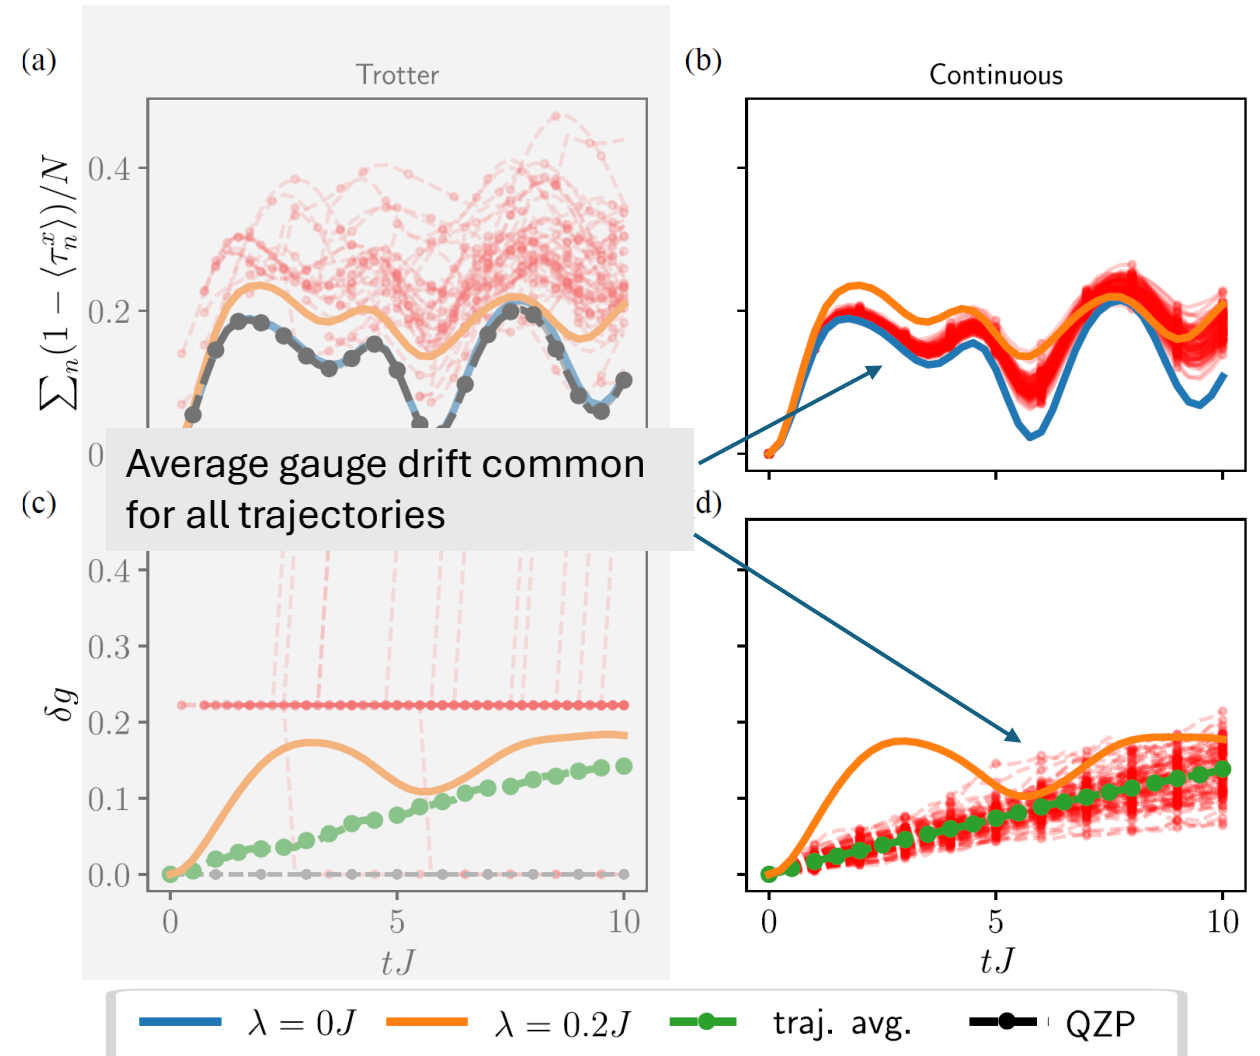 (a)
Trotter
(b)
Continuous
∑ₙ(1 − ⟨τₙˣ⟩)/N
0.4
0.2
0
Average gauge drift common
for all trajectories
(c)
d)
δg
0.4
0.3
0.2
0.1
0.0
0 5 10
tJ
0 5 10
tJ
λ = 0J λ = 0.2J traj. avg. QZP